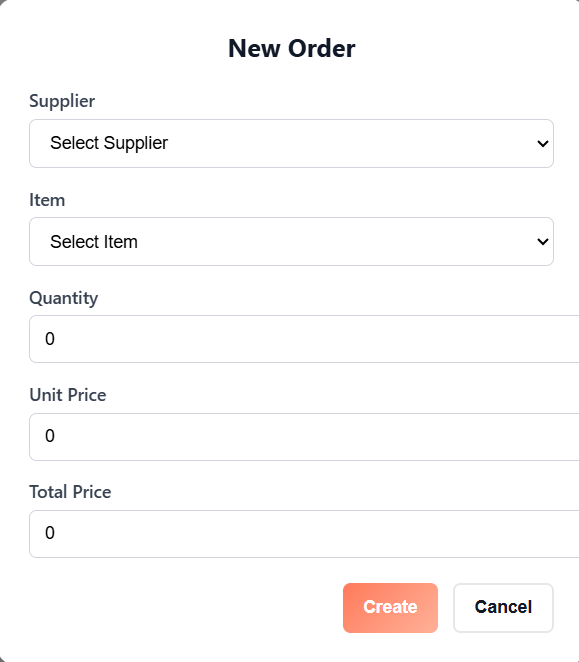 New Order
Supplier
Select Supplier
Item
Select Item
Quantity
0
Unit Price
0
Total Price
0
Create Cancel